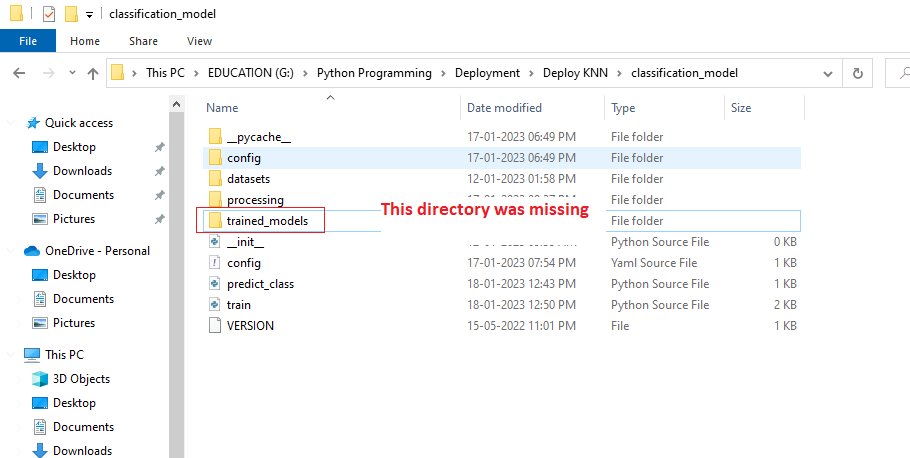 classification_model
File Home Share View
This PC EDUCATION (G:) Python Programming Deployment Deploy KNN classification_model
Name Date modified Type Size
Quick access
Desktop
Downloads
Documents
Pictures
OneDrive - Personal
Desktop
Documents
Pictures
This PC
3D Objects
Desktop
Documents
Downloads
__pycache__ 17-01-2023 06:49 PM File folder
config 17-01-2023 06:49 PM File folder
datasets 12-01-2023 01:58 PM File folder
processing File folder
trained_models This directory was missing File folder
__init__ Python Source File 0 KB
config 17-01-2023 07:54 PM Yaml Source File 1 KB
predict_class 18-01-2023 12:43 PM Python Source File 1 KB
train 18-01-2023 12:50 PM Python Source File 2 KB
VERSION 15-05-2022 11:01 PM File 1 KB